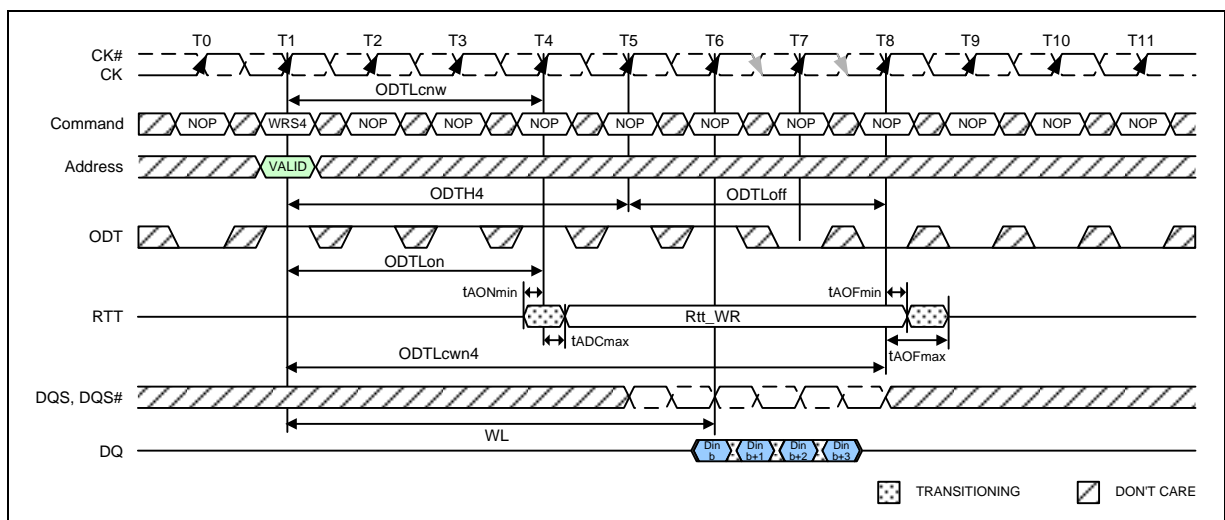 T0 T1 T2 T3 T4 T5 T6 T7 T8 T9 T10 T11
CK#
CK
ODTLcnw
Command NOP WRS4 NOP NOP NOP NOP NOP NOP NOP NOP NOP NOP
Address VALID
ODTH4 ODTLoff
ODT
ODTLon
tAONmin tAOFmin
RTT Rtt_WR
tADCmax tAOFmax
ODTLcwn4
DQS, DQS#
WL
DQ Din b Din b+1 Din b+2 Din b+3
TRANSITIONING DON'T CARE